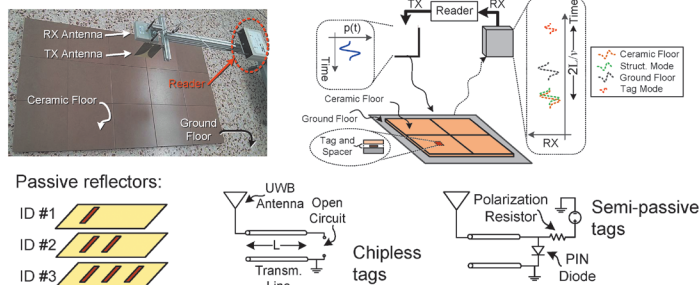 RX Antenna
TX Antenna
Reader
Ceramic Floor
Ground
Floor
TX
Reader
RX
p(t)
Time
Ceramic Floor
Ground Floor
Tag and
Spacer
Time
2L/v
RX
Ceramic Floor
Struct. Mode
Ground Floor
Tag Mode
Passive reflectors:
ID #1
ID #2
ID #3
UWB
Antenna
Open
Circuit
L
Transm.
Line
Chipless
tags
Polarization
Resistor
PIN
Diode
Semi-passive
tags